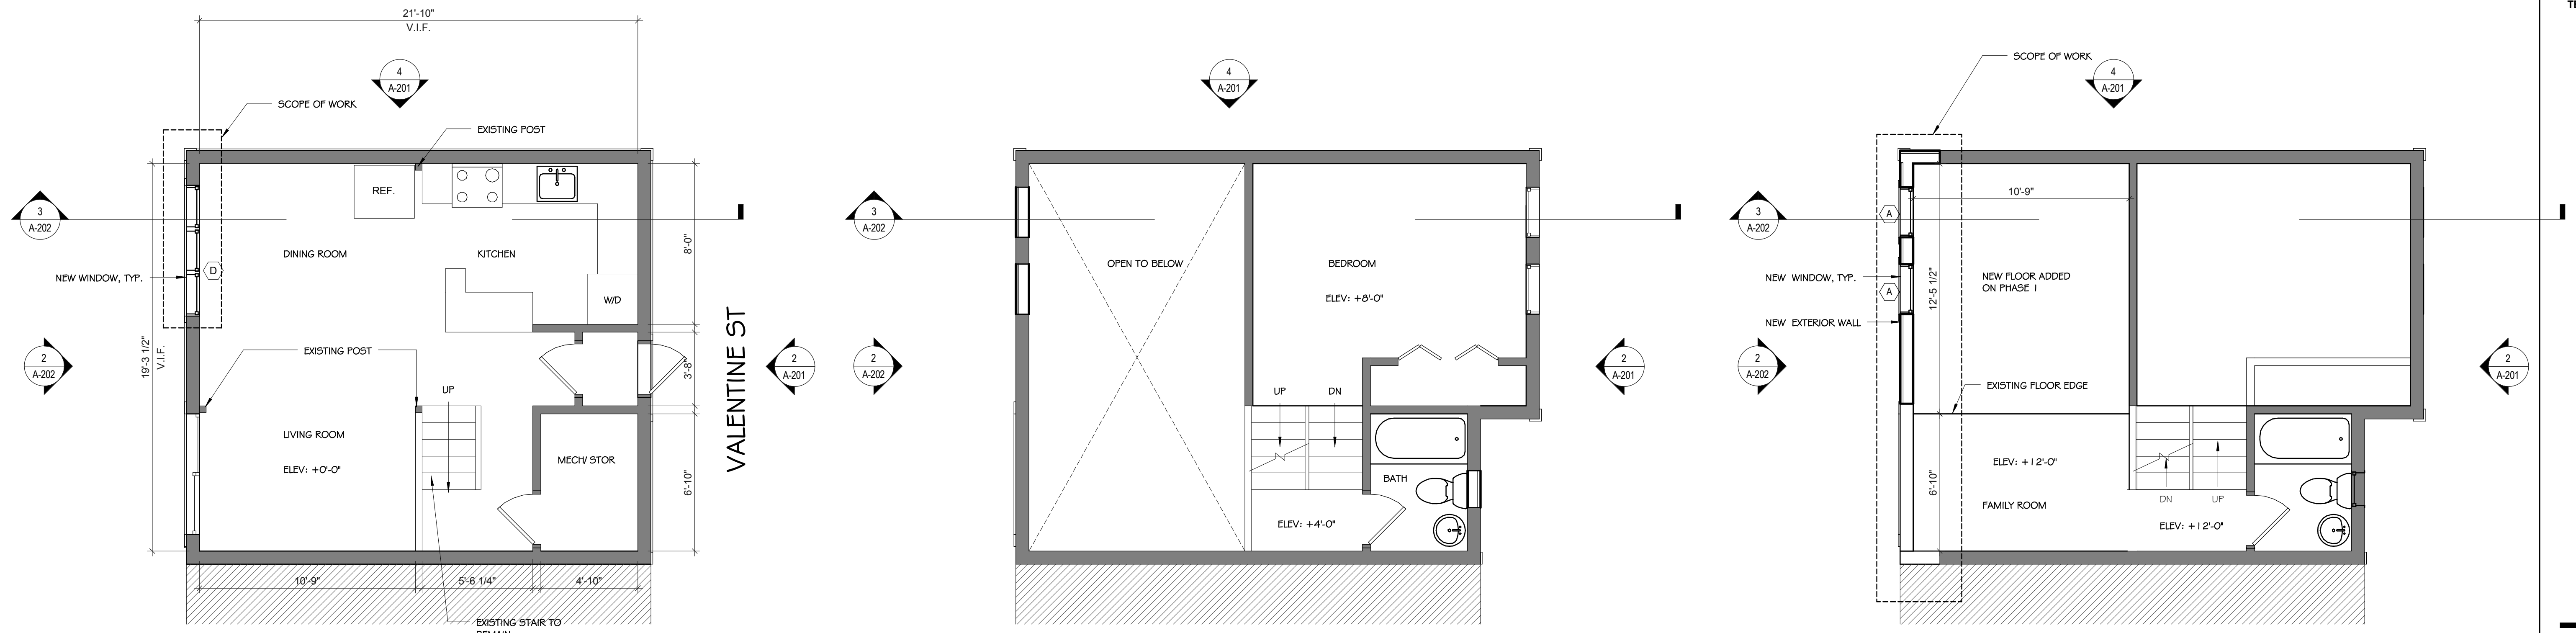 21'-10"
V.I.F.
4
A-201
SCOPE OF WORK
EXISTING POST
REF.
3
A-202
DINING ROOM
KITCHEN
D
NEW WINDOW, TYP.
W/D
8'-0"
19'-3 1/2"
V.I.F.
EXISTING POST
2
A-202
UP
3'-8"
VALENTINE ST
2
A-201
LIVING ROOM
ELEV: +0'-0"
MECH/ STOR
6'-10"
10'-9"
5'-6 1/4"
4'-10"
EXISTING STAIR TO
REMAIN
4
A-201
3
A-202
OPEN TO BELOW
BEDROOM
ELEV: +8'-0"
2
A-202
2
A-201
UP
DN
BATH
ELEV: +4'-0"
SCOPE OF WORK
4
A-201
10'-9"
3
A-202
A
NEW WINDOW, TYP.
A
12'-5 1/2"
NEW FLOOR ADDED
ON PHASE 1
NEW EXTERIOR WALL
2
A-202
EXISTING FLOOR EDGE
2
A-201
6'-10"
ELEV: +12'-0"
FAMILY ROOM
DN
UP
ELEV: +12'-0"